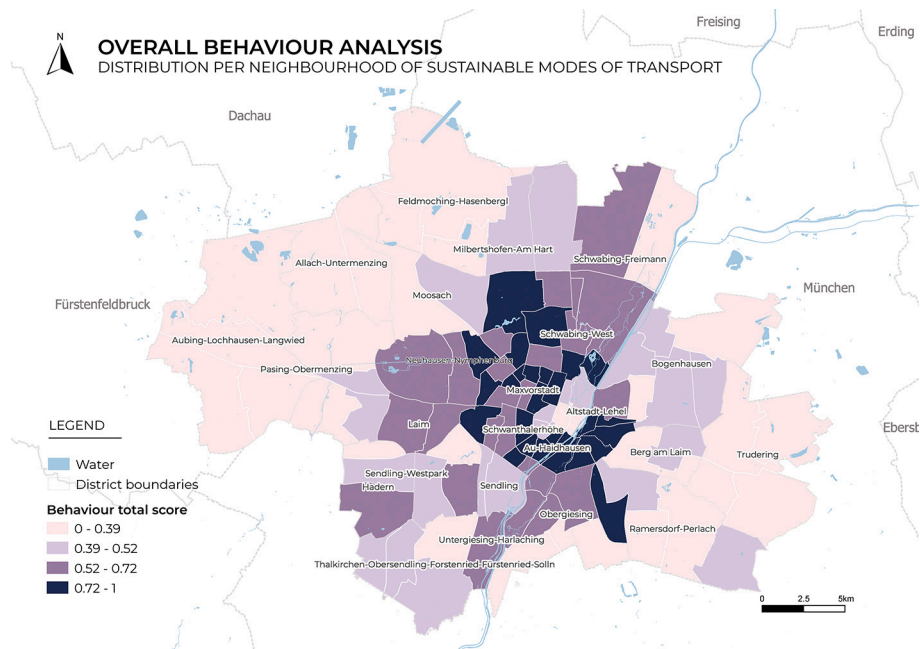 Freising
Erding
N
OVERALL BEHAVIOUR ANALYSIS
DISTRIBUTION PER NEIGHBOURHOOD OF SUSTAINABLE MODES OF TRANSPORT
Dachau
Feldmoching-Hasenbergl
Milbertshofen-Am Hart
Schwabing-Freimann
Allach-Untermenzing
München
Moosach
Fürstenfeldbruck
Schwabing-West
Aubing-Lochhausen-Langwied
Neuhausen-Nymphenburg
Bogenhausen
Pasing-Obermenzing
Maxvorstadt
Altstadt-Lehel
LEGEND
Laim
Schwanthalerhöhe
Ebersb
Au-Haidhausen
Berg am Laim
Trudering
Water
Sendling-Westpark
District boundaries
Hadern
Sendling
Behaviour total score
Obergiesing
0 - 0.39
Ramersdorf-Perlach
0.39 - 0.52
Untergiesing-Harlaching
0.52 - 0.72
Thalkirchen-Obersendling-Forstenried-Fürstenried-Solln
0.72 - 1
0 2.5 5km